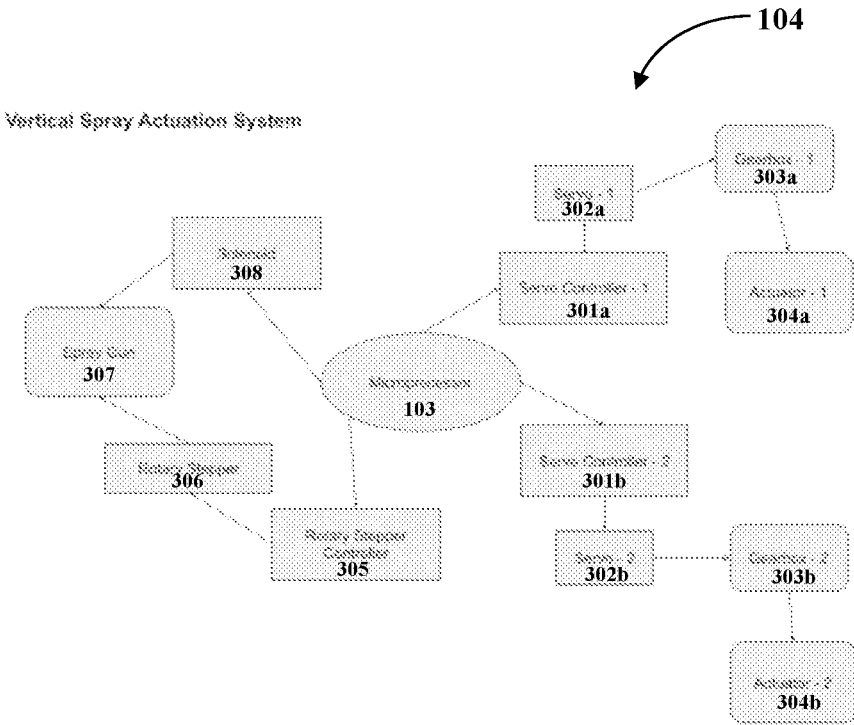 104
Vertical Spray Actuation System
Gearbox - 1
303a
Servo - 1
302a
Solenoid
308
Servo Controller - 1
301a
Actuator - 1
304a
Spray Gun
307
Microprocessor
103
Servo Controller - 2
301b
Rotary Stepper
306
Rotary Stepper
Controller
305
Servo - 2
302b
Gearbox - 2
303b
Actuator - 2
304b